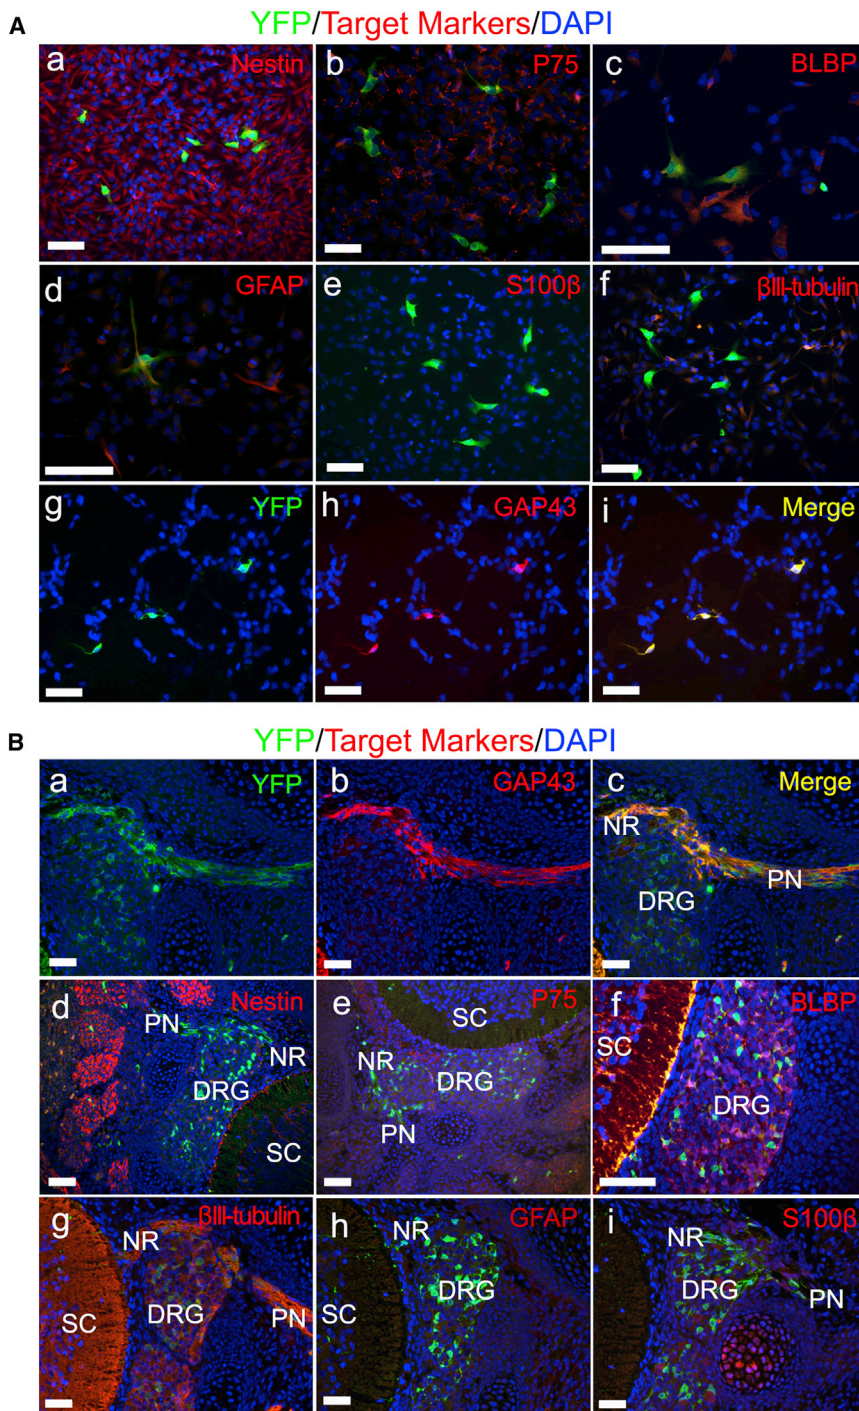 A
YFP/Target Markers/DAPI
a Nestin
b P75
c BLBP
d GFAP
e S100β
f βIII-tubulin
g YFP
h GAP43
i Merge
B
YFP/Target Markers/DAPI
a YFP
b GAP43
c Merge
NR
PN
DRG
d Nestin
PN
NR
DRG
SC
e P75
SC
NR
DRG
PN
f BLBP
SC
DRG
g βIII-tubulin
NR
DRG
SC
PN
h GFAP
NR
DRG
SC
i S100β
NR
DRG
PN